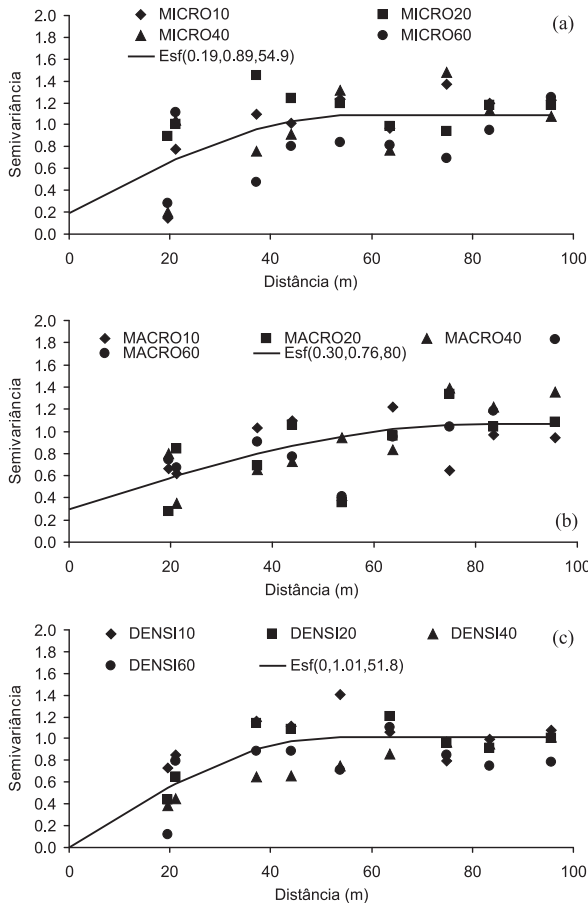 MICRO10 MICRO20
(a)
MICRO40 MICRO60
Esf(0.19,0.89,54.9)
Semivariância
2.0
1.8
1.6
1.4
1.2
1.0
0.8
0.6
0.4
0.2
0.0
0 20 40 60 80 100
Distância (m)
MACRO10 MACRO20 MACRO40
MACRO60 Esf(0.30,0.76,80)
Semivariância
2.0
1.8
1.6
1.4
1.2
1.0
0.8
0.6
0.4
0.2
0.0
(b)
0 20 40 60 80 100
Distância (m)
DENSI10 DENSI20 DENSI40
(c)
DENSI60 Esf(0,1.01,51.8)
Semivariância
2.0
1.8
1.6
1.4
1.2
1.0
0.8
0.6
0.4
0.2
0.0
0 20 40 60 80 100
Distância (m)